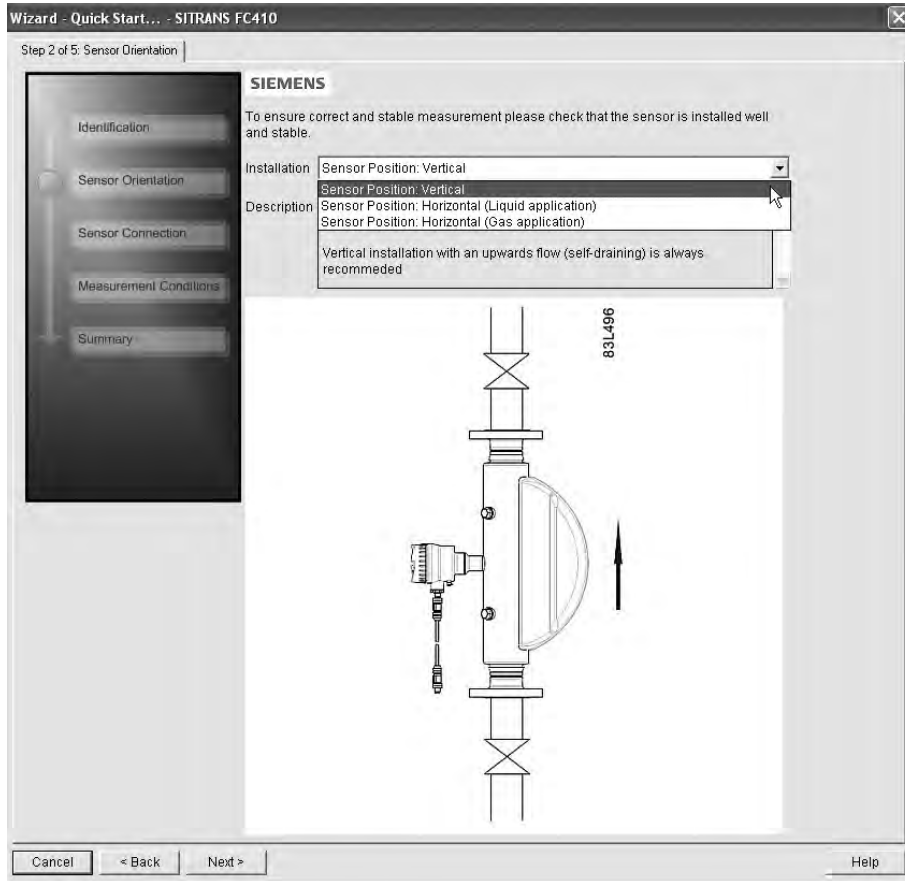 Wizard - Quick Start... - SITRANS FC410
Step 2 of 5: Sensor Orientation
SIEMENS
To ensure correct and stable measurement please check that the sensor is installed well
and stable.
Identification
Sensor Orientation
Sensor Connection
Measurement Conditions
Summary
Installation Sensor Position: Vertical
Sensor Position: Vertical
Description Sensor Position: Horizontal (Liquid application)
Sensor Position: Horizontal (Gas application)
Vertical installation with an upwards flow (self-draining) is always
recommeded
83L496
Cancel < Back Next > Help